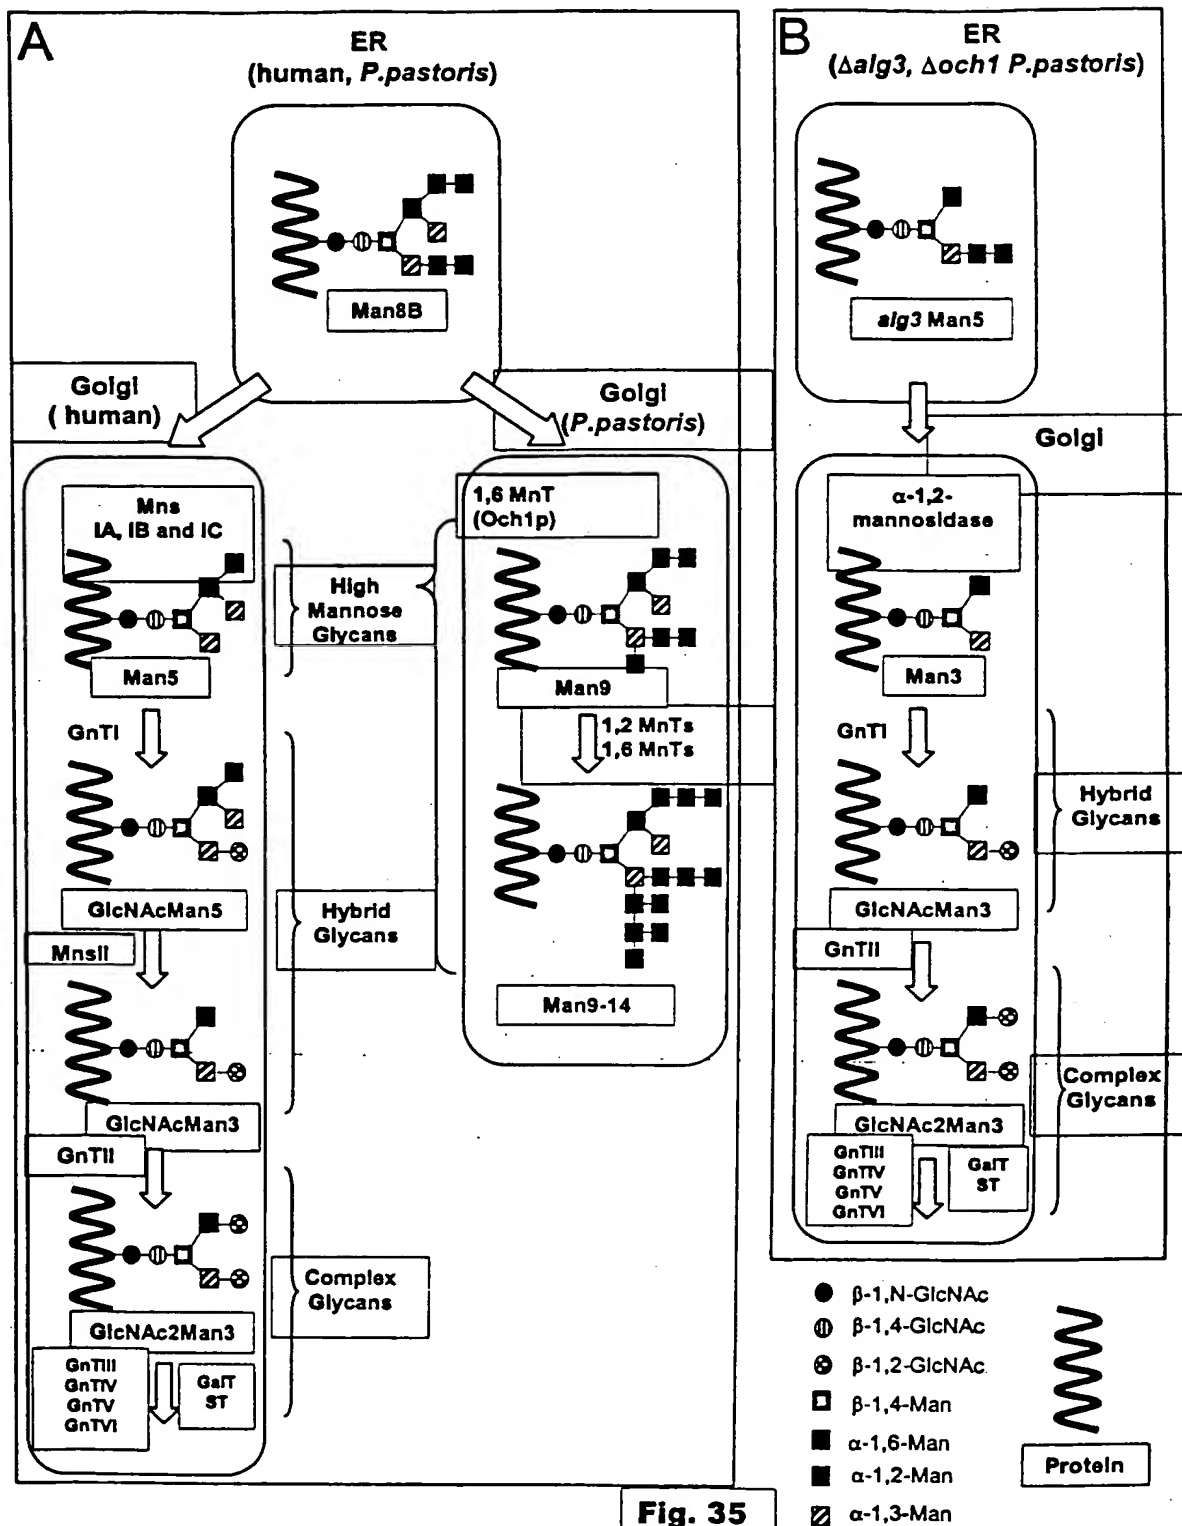 A
ER
(human, P.pastoris)
Man8B
Golgi
( human)
Golgi
(P.pastoris)
Mns
IA, IB and IC
Man5
GnTI
GlcNAcMan5
MnsII
GlcNAcMan3
GnTII
GlcNAc2Man3
GnTIII
GnTIV
GnTV
GnTVI
GalT
ST
High
Mannose
Glycans
Hybrid
Glycans
Complex
Glycans
1,6 MnT
(Och1p)
Man9
1,2 MnTs
1,6 MnTs
Man9-14
B
ER
(Δalg3, Δoch1 P.pastoris)
alg3 Man5
Golgi
α-1,2-
mannosidase
Man3
GnTI
GlcNAcMan3
GnTII
GlcNAc2Man3
GnTIII
GnTIV
GnTV
GnTVI
GalT
ST
Hybrid
Glycans
Complex
Glycans
β-1,N-GlcNAc
β-1,4-GlcNAc
β-1,2-GlcNAc
β-1,4-Man
α-1,6-Man
α-1,2-Man
α-1,3-Man
Protein
Fig. 35